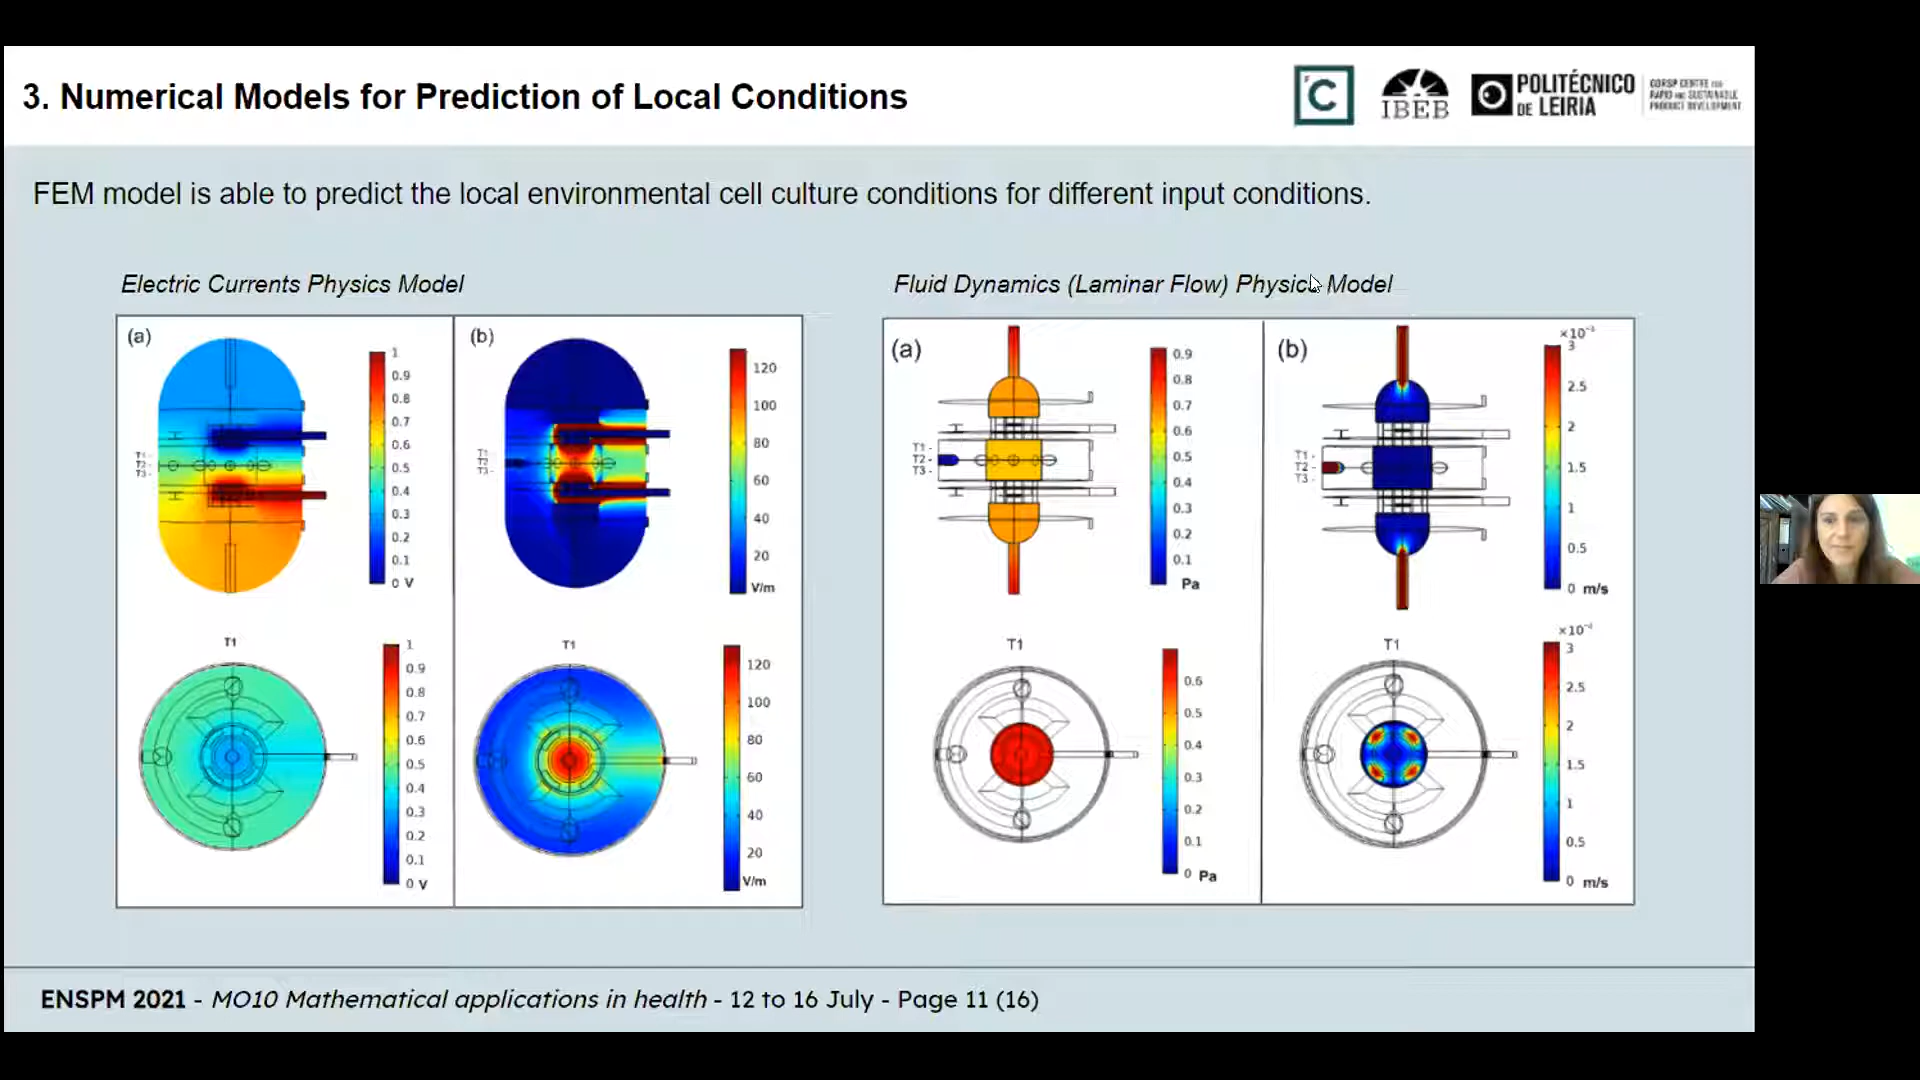 3. Numerical Models for Prediction of Local Conditions
C
IBEB
POLITÉCNICO
DE LEIRIA
CDRSP CENTRE FOR
RAPID AND SUSTAINABLE
PRODUCT DEVELOPMENT
FEM model is able to predict the local environmental cell culture conditions for different input conditions.
Electric Currents Physics Model
(a)
1
0.9
0.8
0.7
0.6
0.5
0.4
0.3
0.2
0.1
0 V
T1 -
T2 -
T3 -
(b)
120
100
80
60
40
20
V/m
T1 -
T2 -
T3 -
T1
1
0.9
0.8
0.7
0.6
0.5
0.4
0.3
0.2
0.1
0 V
T1
120
100
80
60
40
20
V/m
Fluid Dynamics (Laminar Flow) Physics Model
(a)
0.9
0.8
0.7
0.6
0.5
0.4
0.3
0.2
0.1
Pa
T1 -
T2 -
T3 -
(b)
3
2.5
2
1.5
1
0.5
0 m/s
T1 -
T2 -
T3 -
T1
0.6
0.5
0.4
0.3
0.2
0.1
0 Pa
T1
3
2.5
2
1.5
1
0.5
0 m/s
ENSPM 2021 - MO10 Mathematical applications in health - 12 to 16 July - Page 11 (16)